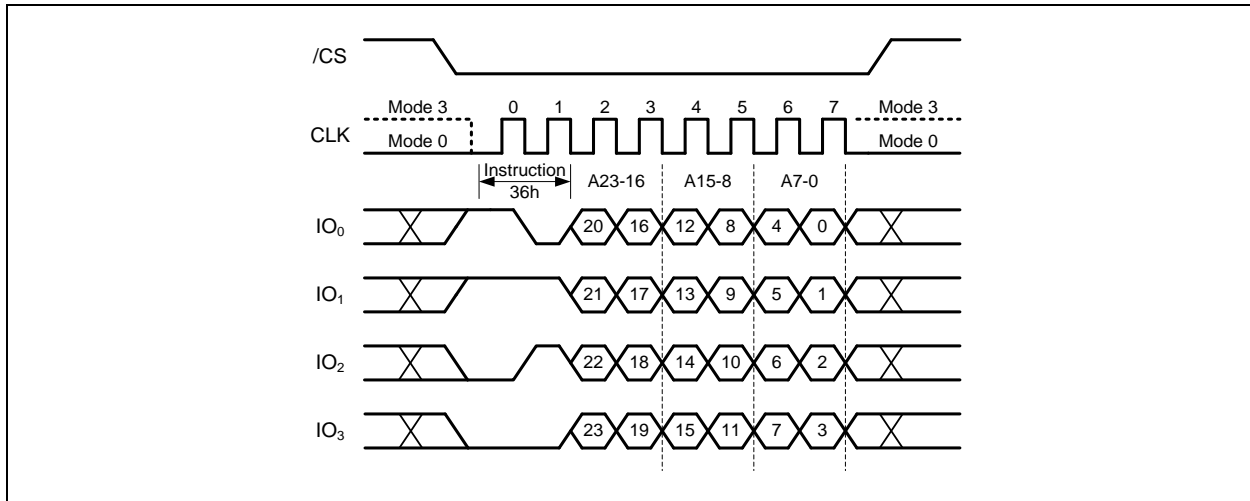 /CS
Mode 3 0 1 2 3 4 5 6 7 Mode 3
CLK
Mode 0 Mode 0
Instruction
36h
A23-16 A15-8 A7-0
IO₀ 20 16 12 8 4 0
IO₁ 21 17 13 9 5 1
IO₂ 22 18 14 10 6 2
IO₃ 23 19 15 11 7 3